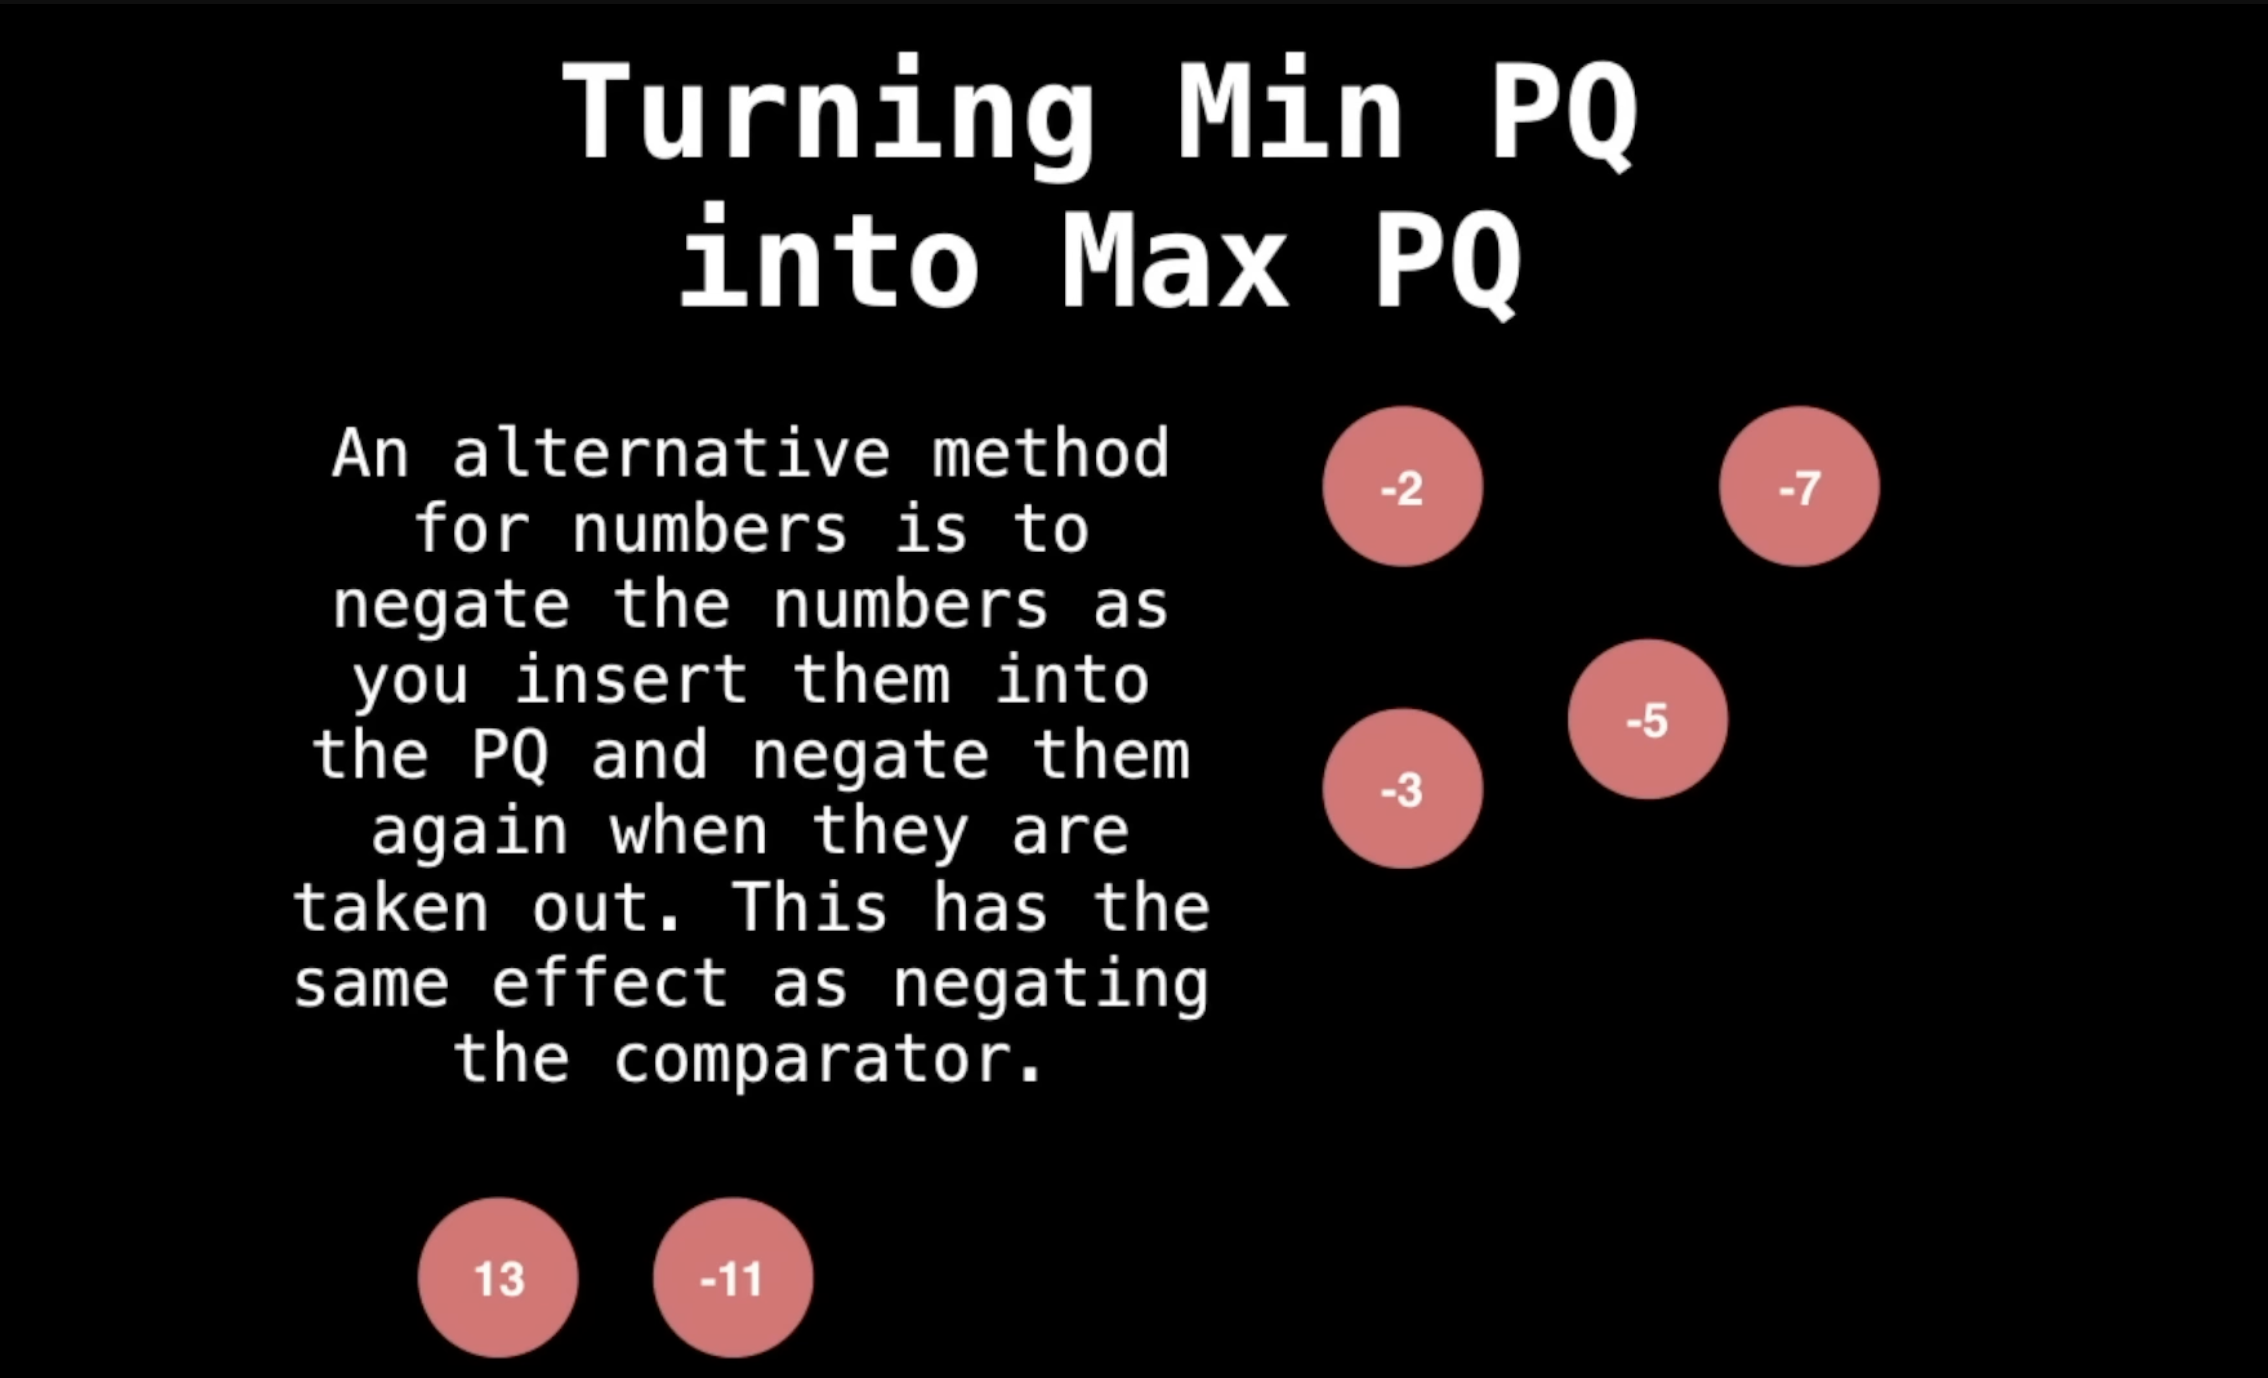 Turning Min PQ
into Max PQ
An alternative method
for numbers is to
negate the numbers as
you insert them into
the PQ and negate them
again when they are
taken out. This has the
same effect as negating
the comparator.
-2
-7
-5
-3
13
-11